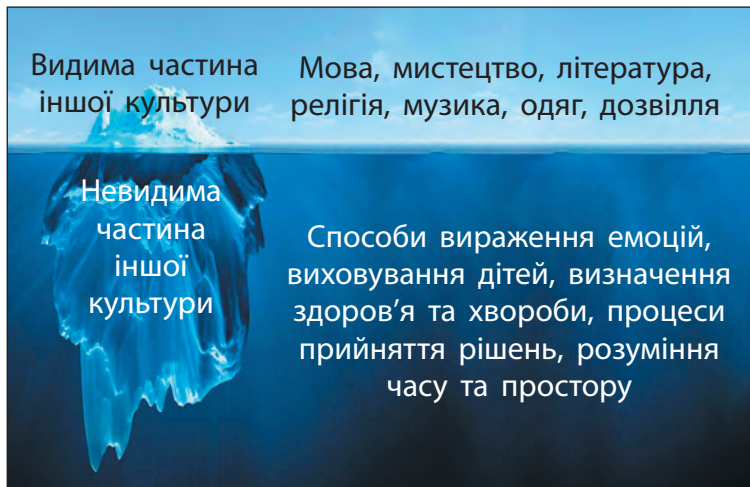 Видима частина
іншої культури
Мова, мистецтво, література,
релігія, музика, одяг, дозвілля
Невидима
частина
іншої
культури
Способи вираження емоцій,
виховування дітей, визначення
здоров’я та хвороби, процеси
прийняття рішень, розуміння
часу та простору